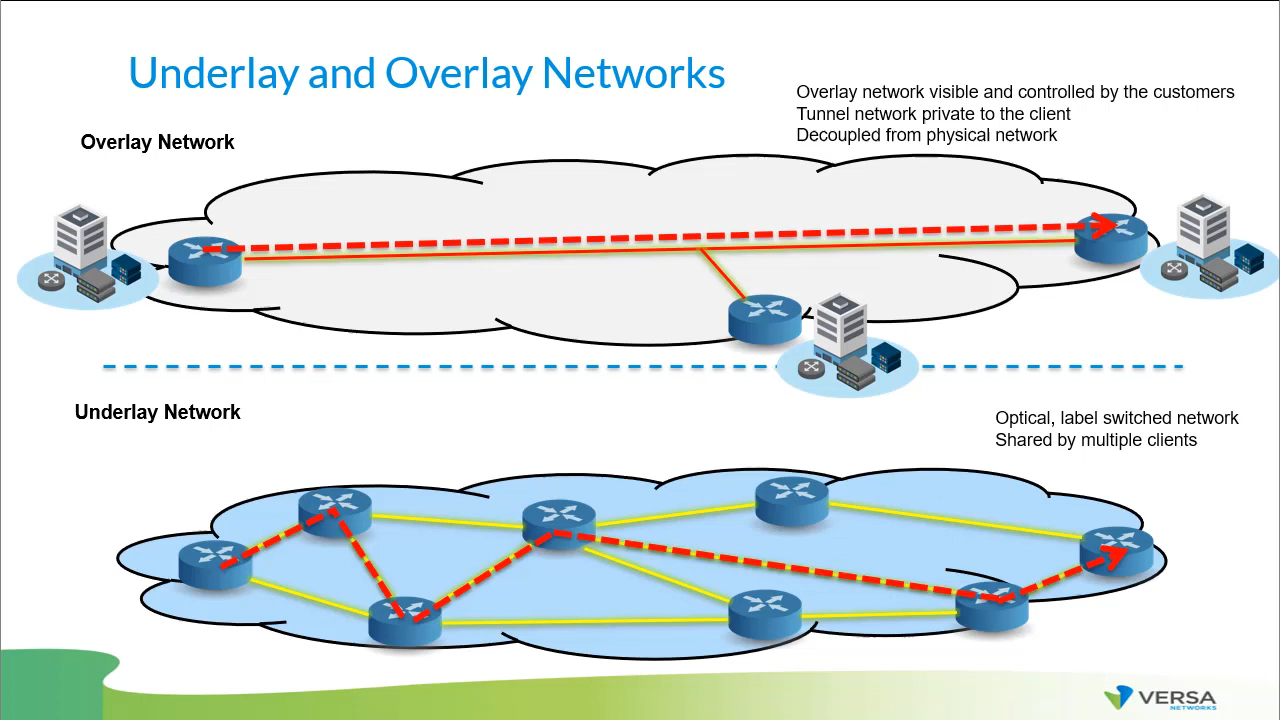 Underlay and Overlay Networks
Overlay network visible and controlled by the customers
Tunnel network private to the client
Decoupled from physical network
Overlay Network
Underlay Network
Optical, label switched network
Shared by multiple clients
VERSA
NETWORKS